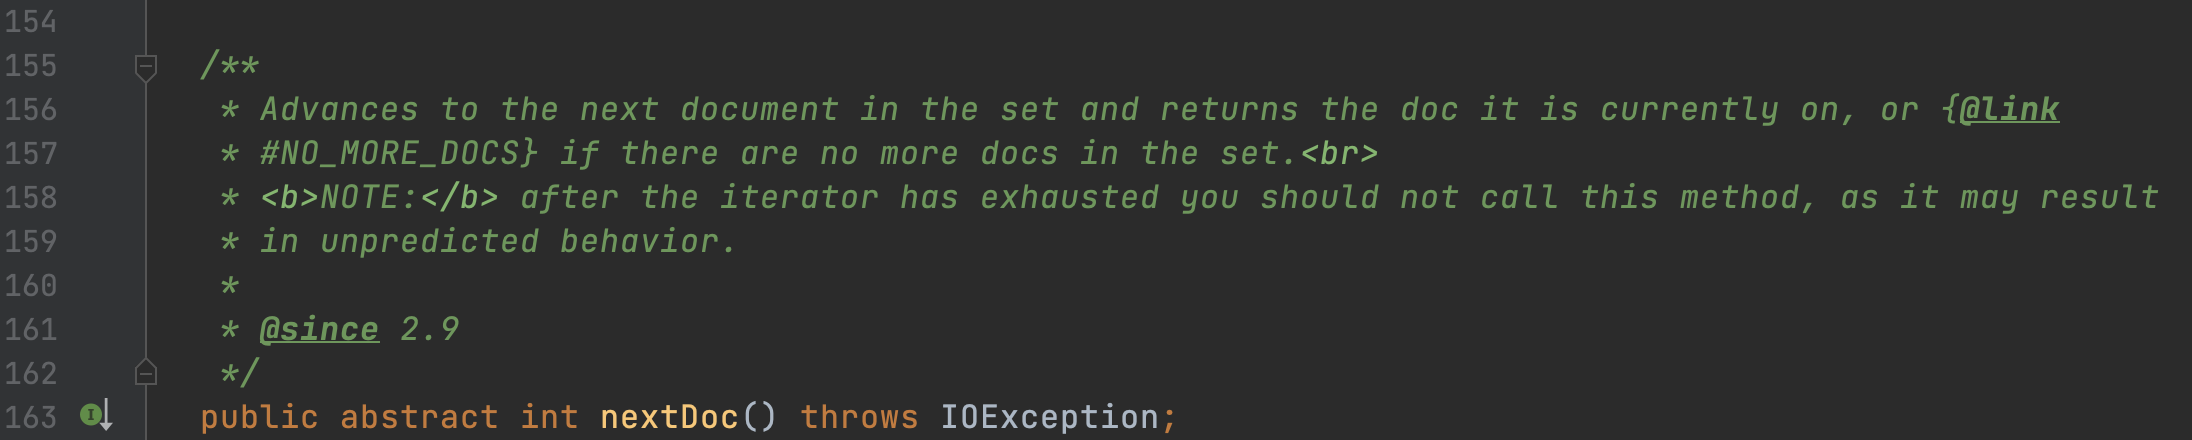 154
155 /**
156 * Advances to the next document in the set and returns the doc it is currently on, or {@link
157 * #NO_MORE_DOCS} if there are no more docs in the set.<br>
158 * <b>NOTE:</b> after the iterator has exhausted you should not call this method, as it may result
159 * in unpredicted behavior.
160 *
161 * @since 2.9
162 */
163 public abstract int nextDoc() throws IOException;